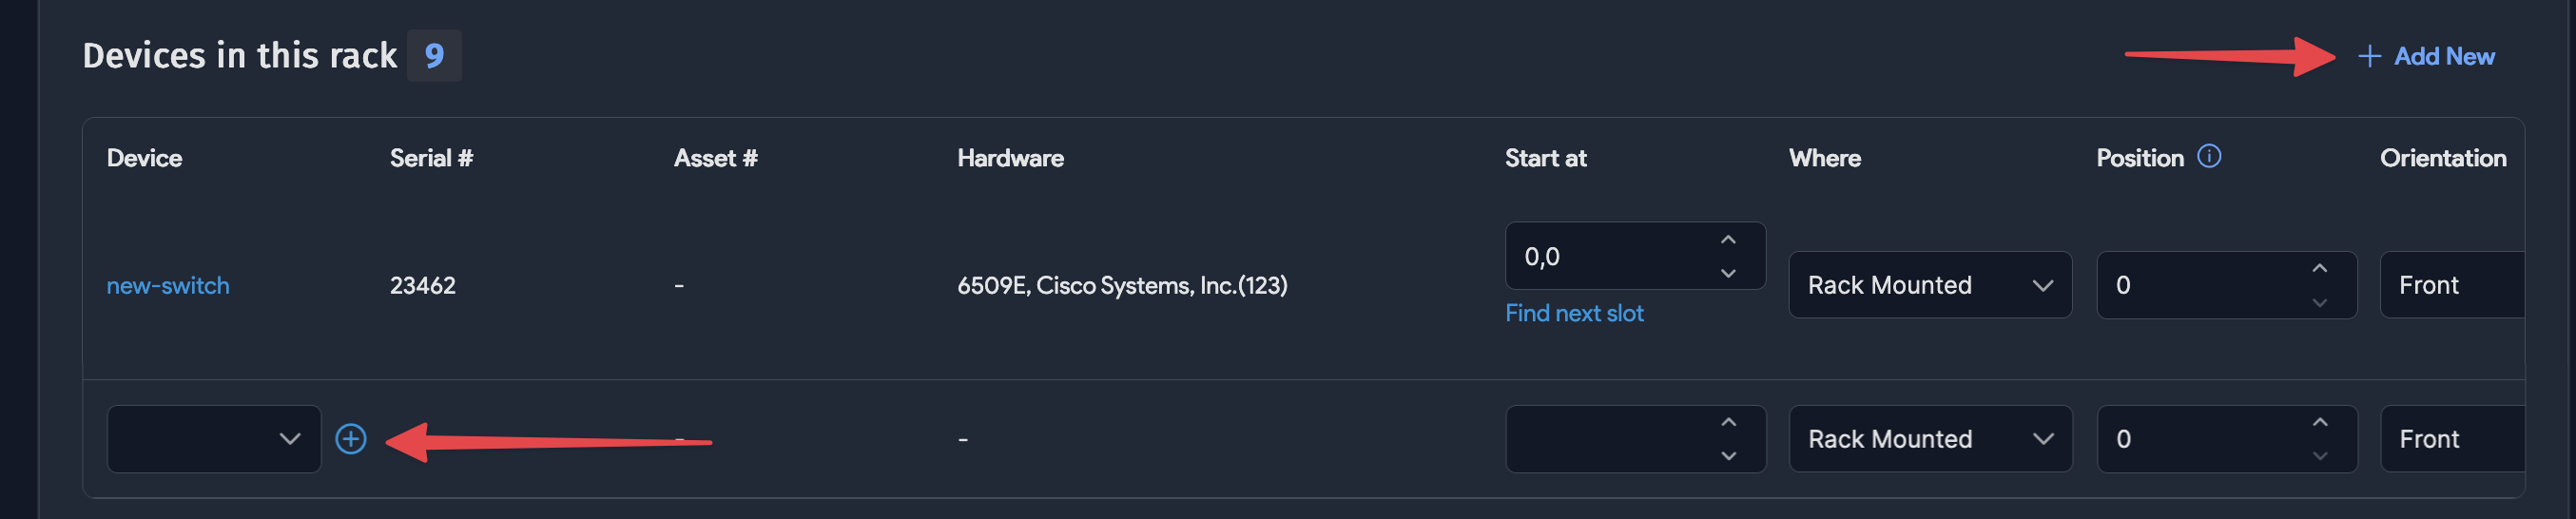 Devices in this rack 9
+ Add New
Device Serial # Asset # Hardware Start at Where Position Orientation
new-switch 23462 - 6509E, Cisco Systems, Inc.(123) 0,0 Rack Mounted 0 Front
Find next slot
- - Rack Mounted 0 Front